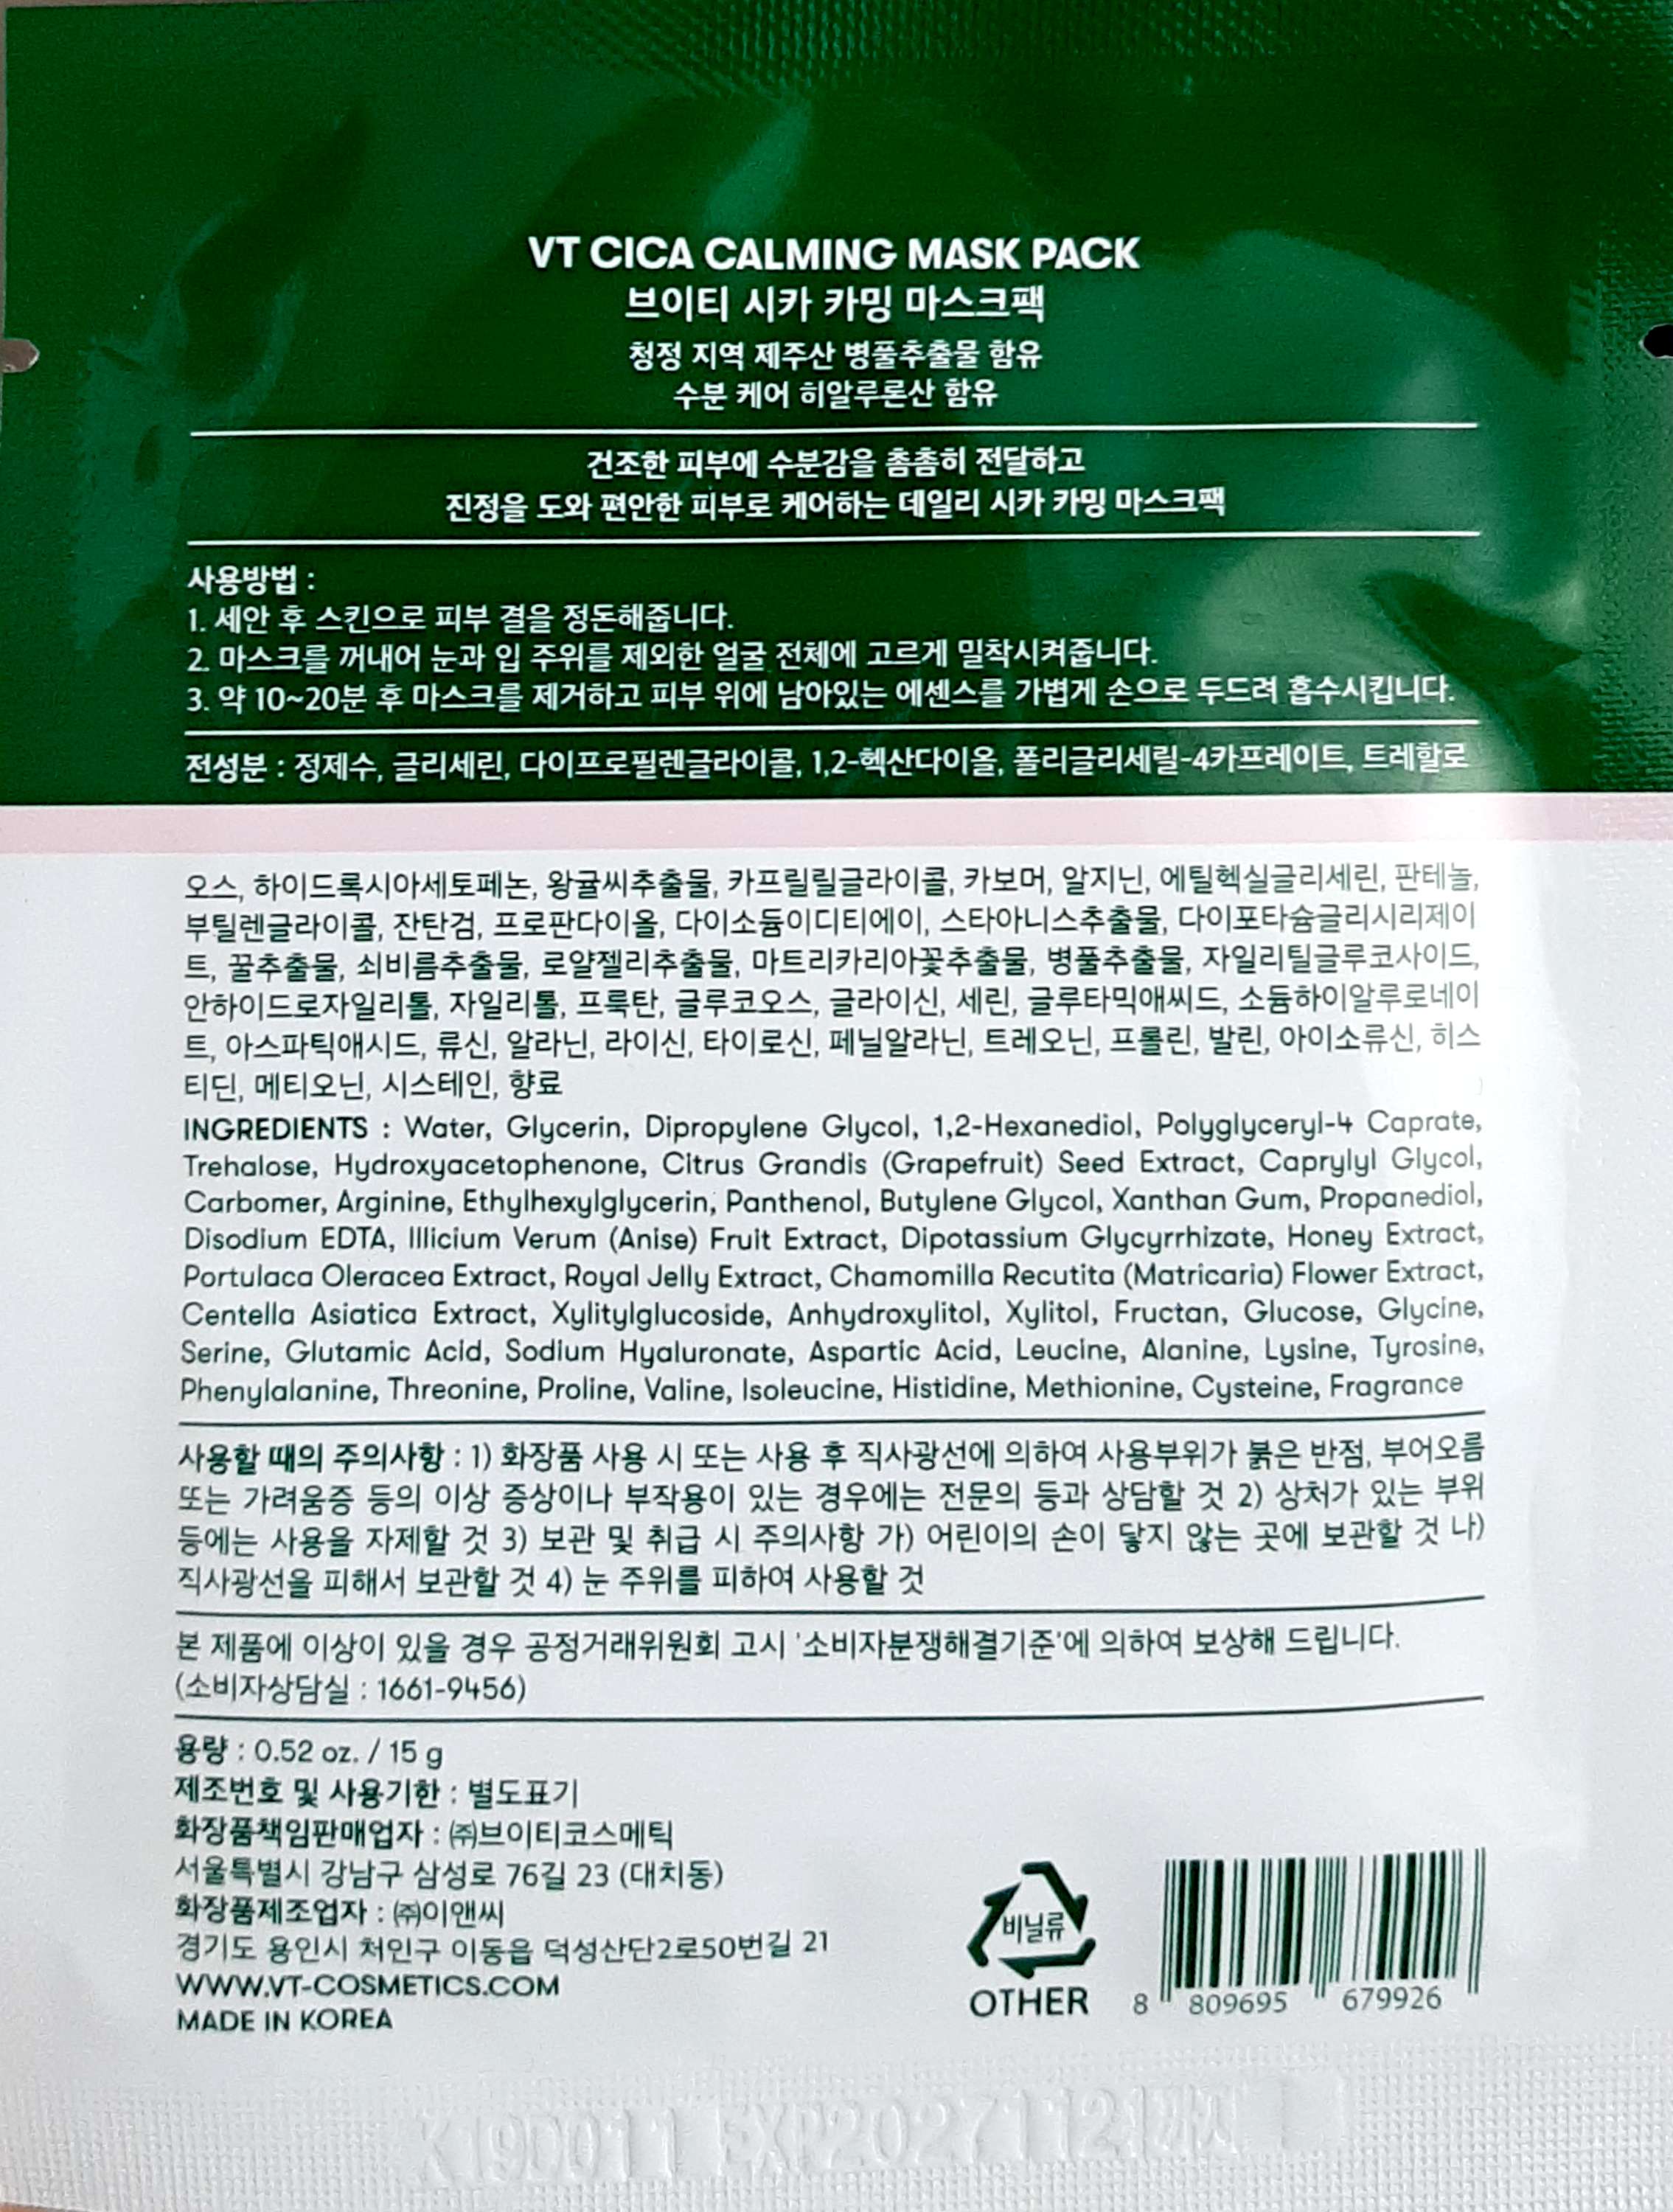 VT CICA CALMING MASK PACK
브이티 시카 카밍 마스크팩
청정 지역 제주산 병풀추출물 함유
수분 케어 히알루론산 함유
건조한 피부에 수분감을 촘촘히 전달하고
진정을 도와 편안한 피부로 케어하는 데일리 시카 카밍 마스크팩
사용방법 :
1. 세안 후 스킨으로 피부 결을 정돈해줍니다.
2. 마스크를 꺼내어 눈과 입 주위를 제외한 얼굴 전체에 고르게 밀착시켜줍니다.
3. 약 10~20분 후 마스크를 제거하고 피부 위에 남아있는 에센스를 가볍게 손으로 두드려 흡수시킵니다.
전성분 : 정제수, 글리세린, 다이프로필렌글라이콜, 1,2-헥산다이올, 폴리글리세릴-4카프레이트, 트레할로
오스, 하이드록시아세토페논, 왕귤씨추출물, 카프릴릴글라이콜, 카보머, 알지닌, 에틸헥실글리세린, 판테놀,
부틸렌글라이콜, 잔탄검, 프로판다이올, 다이소듐이디티에이, 스타아니스추출물, 다이포타슘글리시리제이
트, 꿀추출물, 쇠비름추출물, 로얄젤리추출물, 마트리카리아꽃추출물, 병풀추출물, 자일리틸글루코사이드,
안하이드로자일리톨, 자일리톨, 프룩탄, 글루코오스, 글라이신, 세린, 글루타믹애씨드, 소듐하이알루로네이
트, 아스파틱애시드, 류신, 알라닌, 라이신, 타이로신, 페닐알라닌, 트레오닌, 프롤린, 발린, 아이소류신, 히스
티딘, 메티오닌, 시스테인, 향료
INGREDIENTS : Water, Glycerin, Dipropylene Glycol, 1,2-Hexanediol, Polyglyceryl-4 Caprate,
Trehalose, Hydroxyacetophenone, Citrus Grandis (Grapefruit) Seed Extract, Caprylyl Glycol,
Carbomer, Arginine, Ethylhexylglycerin, Panthenol, Butylene Glycol, Xanthan Gum, Propanediol,
Disodium EDTA, Illicium Verum (Anise) Fruit Extract, Dipotassium Glycyrrhizate, Honey Extract,
Portulaca Oleracea Extract, Royal Jelly Extract, Chamomilla Recutita (Matricaria) Flower Extract,
Centella Asiatica Extract, Xylitylglucoside, Anhydroxylitol, Xylitol, Fructan, Glucose, Glycine,
Serine, Glutamic Acid, Sodium Hyaluronate, Aspartic Acid, Leucine, Alanine, Lysine, Tyrosine,
Phenylalanine, Threonine, Proline, Valine, Isoleucine, Histidine, Methionine, Cysteine, Fragrance
사용할 때의 주의사항 : 1) 화장품 사용 시 또는 사용 후 직사광선에 의하여 사용부위가 붉은 반점, 부어오름
또는 가려움증 등의 이상 증상이나 부작용이 있는 경우에는 전문의 등과 상담할 것 2) 상처가 있는 부위
등에는 사용을 자제할 것 3) 보관 및 취급 시 주의사항 가) 어린이의 손이 닿지 않는 곳에 보관할 것 나)
직사광선을 피해서 보관할 것 4) 눈 주위를 피하여 사용할 것
본 제품에 이상이 있을 경우 공정거래위원회 고시 '소비자분쟁해결기준'에 의하여 보상해 드립니다.
(소비자상담실 : 1661-9456)
용량 : 0.52 oz. / 15 g
제조번호 및 사용기한 : 별도표기
화장품책임판매업자 : ㈜브이티코스메틱
서울특별시 강남구 삼성로 76길 23 (대치동)
화장품제조업자 : ㈜이앤씨
경기도 용인시 처인구 이동읍 덕성산단2로50번길 21
WWW.VT-COSMETICS.COM
MADE IN KOREA
비닐류
OTHER
8 809695 679926
EXP20271121까지